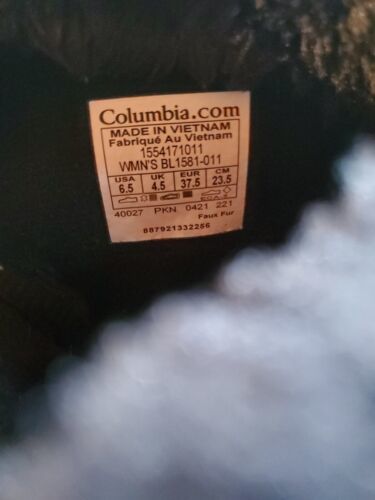 Columbia.com
MADE IN VIETNAM
Fabriqué Au Vietnam
1554171011
WMN'S BL1581-011
USA UK EUR CM
6.5 4.5 37.5 23.5
40027 PKN 0421 221
Faux Fur
887921332256